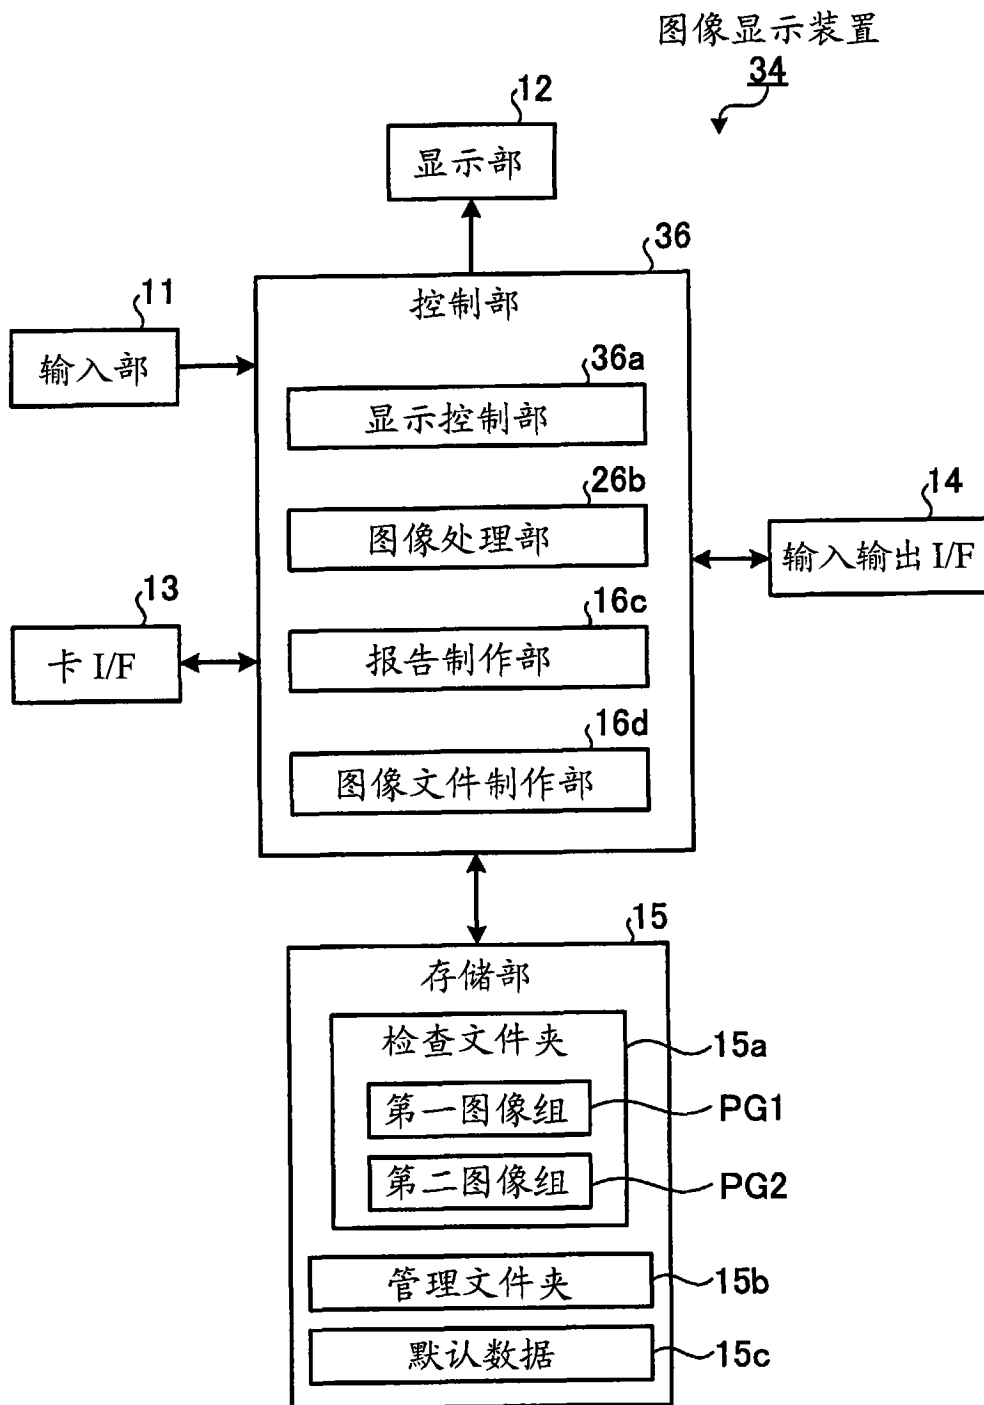 图像显示装置
34
12
显示部
36
控制部
11
输入部
36a
显示控制部
26b
图像处理部
14
输入输出 I/F
13
卡 I/F
16c
报告制作部
16d
图像文件制作部
15
存储部
检查文件夹
15a
第一图像组
PG1
第二图像组
PG2
管理文件夹
15b
默认数据
15c